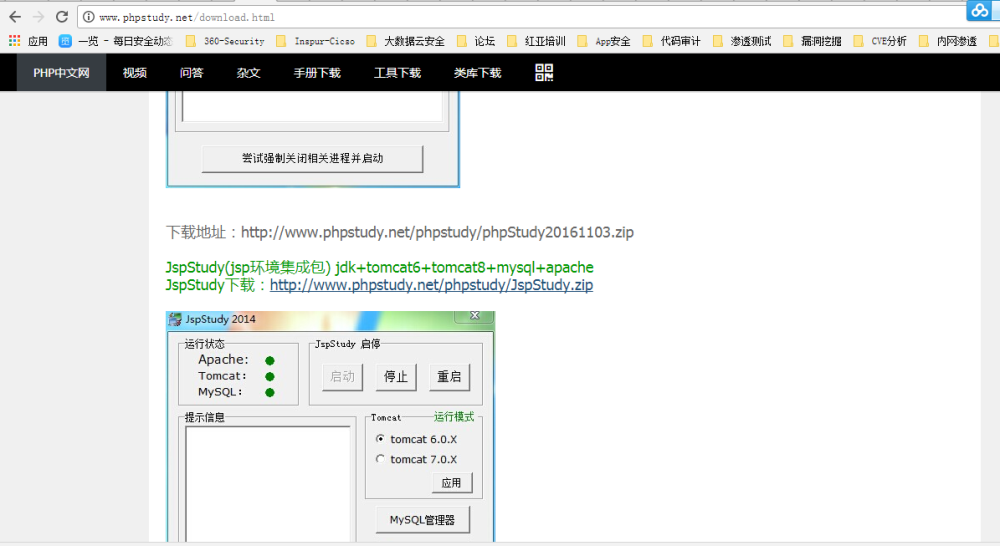 www.phpstudy.net/download.html
应用 一览 - 每日安全动态 360-Security Inspur-Cicso 大数据云安全 论坛 红亚培训 App安全 代码审计 渗透测试 漏洞挖掘 CVE分析 内网渗透
PHP中文网 视频 问答 杂文 手册下载 工具下载 类库下载
尝试强制关闭相关进程并启动
下载地址：http://www.phpstudy.net/phpstudy/phpStudy20161103.zip
JspStudy(jsp环境集成包) jdk+tomcat6+tomcat8+mysql+apache
JspStudy下载：http://www.phpstudy.net/phpstudy/JspStudy.zip
JspStudy 2014
运行状态
Apache:
Tomcat:
MySQL:
JspStudy 启停
启动 停止 重启
提示信息
Tomcat 运行模式
tomcat 6.0.X
tomcat 7.0.X
应用
MySQL管理器